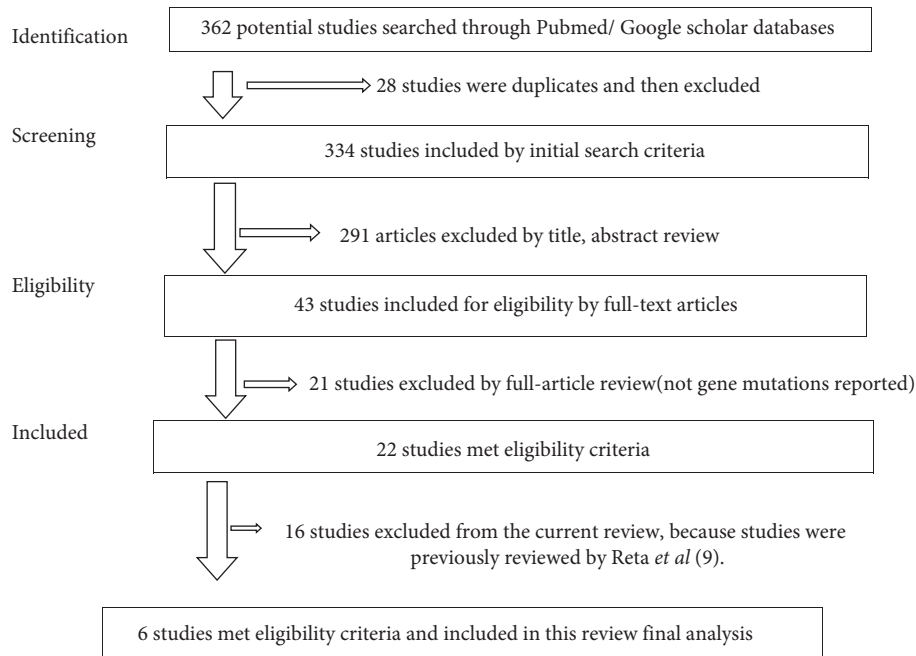 Identification
362 potential studies searched through Pubmed/ Google scholar databases
28 studies were duplicates and then excluded
Screening
334 studies included by initial search criteria
291 articles excluded by title, abstract review
Eligibility
43 studies included for eligibility by full-text articles
21 studies excluded by full-article review(not gene mutations reported)
Included
22 studies met eligibility criteria
16 studies excluded from the current review, because studies were
previously reviewed by Reta et al (9).
6 studies met eligibility criteria and included in this review final analysis